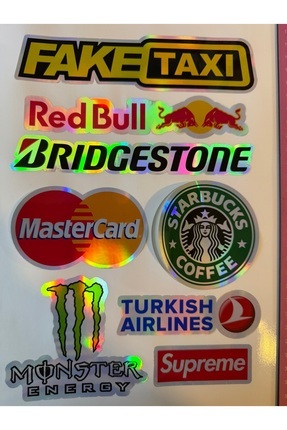 FAKE TAXI
Red Bull
BRIDGESTONE
MasterCard
STARBUCKS
COFFEE
TURKISH
AIRLINES
MONSTER
ENERGY
Supreme